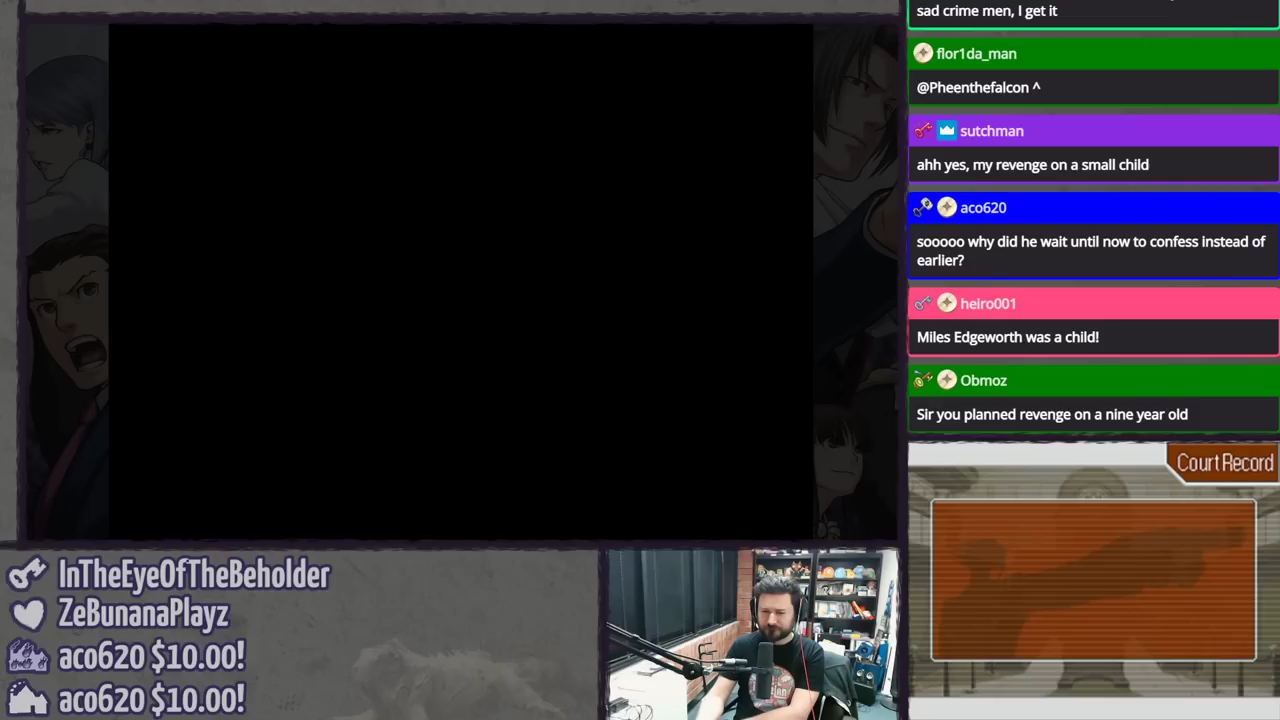 sad crime men, I get it
flor1da_man
@Pheenthefalcon ^
sutchman
ahh yes, my revenge on a small child
aco620
sooooo why did he wait until now to confess instead of
earlier?
heiro001
Miles Edgeworth was a child!
Obmoz
Sir you planned revenge on a nine year old
Court Record
InTheEyeOfTheBeholder
ZeBunanaPlayz
aco620 $10.00!
aco620 $10.00!